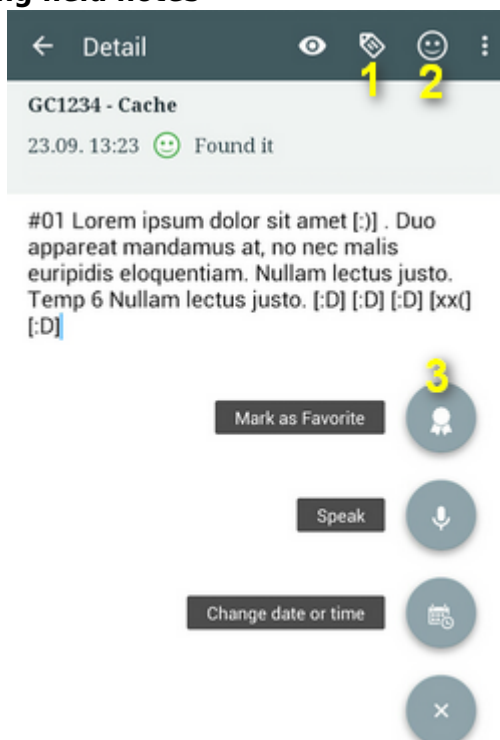 field notes
Detail
1
2
GC1234 - Cache
23.09. 13:23 Found it
#01 Lorem ipsum dolor sit amet [:)] . Duo
appareat mandamus at, no nec malis
euripidis eloquentiam. Nullam lectus justo.
Temp 6 Nullam lectus justo. [:D] [:D] [:D] [xx(]
[:D]
3
Mark as Favorite
Speak
Change date or time